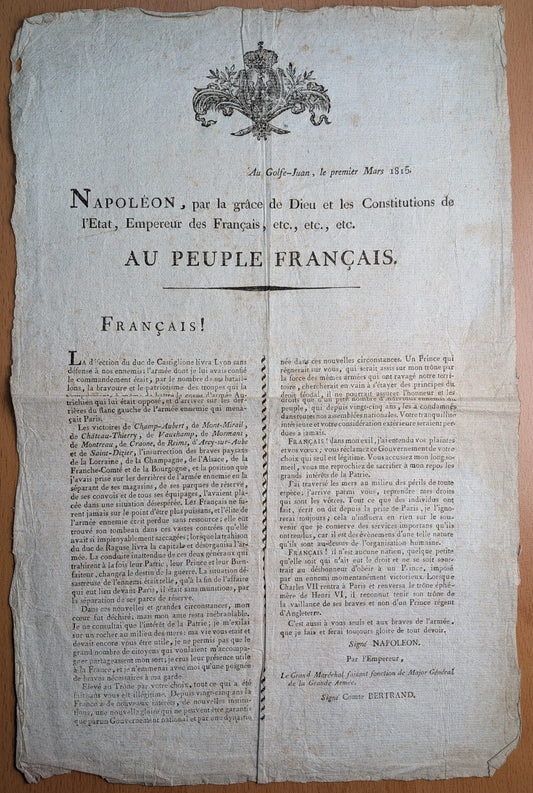 Au Golfe-Juan, le premier Mars 1815.
NAPOLÉON, par la grâce de Dieu et les Constitutions de
l'Etat, Empereur des Français, etc., etc., etc.
AU PEUPLE FRANÇAIS.
FRANÇAIS!
LA défection du duc de Castiglione livra Lyon sans
défense à nos ennemis: l'armée dont je lui avais confié
le commandement était, par le nombre de ses batail-
lons, la bravoure et le patriotisme des troupes qui la
l'armée Au-
trichien qui lui était opposé, et d'arriver sur les der-
rières du flanc gauche de l'armée ennemie qui mena-
çait Paris.
Les victoires de Champ-Aubert, de Mont-Mirail,
de Château-Thierry, de Vauchamp, de Mormans,
de Montreau, de Craone, de Reims, d'Arcy-sur-Aube
et de Saint-Dizier, l'insurrection des braves paysans
de la Lorraine, de la Champagne, de l'Alsace, de la
Franche-Comté et de la Bourgogne, et la position que
j'avais prise sur les derrières de l'armée ennemie en la
séparant de ses magasins, de ses parques de réserve,
de ses convois et de tous ses équipages, l'avaient placée
dans une situation désespérée. Les Français ne fu-
rent jamais sur le point d'être plus puissans, et l'élite de
l'armée ennemie était perdue sans ressource; elle eût
trouvé son tombeau dans ces vastes contrées qu'elle
avait si impitoyablement saccagées; lorsque la trahison
du duc de Raguse livra la capitale et désorganisa l'ar-
mée. La conduite inattendue de ces deux généraux qui
trahirent à la fois leur Patrie, leur Prince et leur Bien-
faiteur, changea le destin de la guerre. La situation dé-
sastreuse de l'ennemi était telle, qu'à la fin de l'affaire
qui eut lieu devant Paris, il était sans munitions, par
la séparation de ses parcs de réserve.
Dans ces nouvelles et grandes circonstances, mon
cœur fut déchiré; mais mon ame resta inébranlable.
Je ne consultai que l'intérêt de la Patrie; je m'exilai
sur un rocher au milieu des mers: ma vie vous était et
devait encore vous être utile, je ne permis pas que le
grand nombre de citoyens qui voulaient m'accompa-
gner partageassent mon sort; je crus leur présence utile
à la France, et je n'emmenai avec moi qu'une poignée
de braves nécessaires à ma garde.
Elevé au Trône par votre choix, tout ce qui a été
fait sans vous est illégitime. Depuis vingt-cinq ans la
France a de nouveaux intérêts, de nouvelles institu-
tions, une nouvelle gloire qui ne peuvent être garantis
que par un Gouvernement national et par une dynastie
née dans ces nouvelles circonstances. Un Prince qui
régnerait sur vous, qui serait assis sur mon trône par
la force des mêmes armées qui ont ravagé notre terri-
toire, chercherait en vain à s'étayer des principes du
droit féodal, il ne pourrait assurer l'honneur et les
droits que d'un petit nombre d'individus ennemis du
peuple, qui depuis vingt-cinq ans, les a condamnés
dans toutes nos assemblées nationales. Votre tranquillité
intérieure et votre considération extérieure seraient per-
dues à jamais.
FRANÇAIS! dans mon exil, j'ai entendu vos plaintes
et vos vœux; vous réclamez ce Gouvernement de votre
choix qui seul est légitime. Vous accusiez mon long som-
meil, vous me reprochiez de sacrifier à mon repos les
grands intérêts de la Patrie.
J'ai traversé les mers au milieu des périls de toute
espèce; j'arrive parmi vous, reprendre mes droits
qui sont les vôtres. Tout ce que des individus ont
fait, écrit ou dit depuis la prise de Paris, je l'igno-
rerai toujours, cela n'influera en rien sur le souve-
nir que je conserve des services importans qu'ils
ont rendus, car il est des événemens d'une telle nature
qu'ils sont au-dessus de l'organisation humaine.
FRANÇAIS! il n'est aucune nation, quelque petite
qu'elle soit qui n'ait eu le droit et ne se soit sous-
trait au déshonneur d'obéir à un Prince, imposé
par un ennemi momentanément victorieux. Lorsque
Charles VII rentra à Paris et renversa le trône éphé-
mère de Henri VI, il reconnut tenir son trône de
la vaillance de ses braves et non d'un Prince régent
d'Angleterre.
C'est aussi à vous seuls et aux braves de l'armée,
que je fais et ferai toujours gloire de tout devoir.
Signé NAPOLEON.
Par l'Empereur,
Le Grand Maréchal faisant fonction de Major Général
de la Grande Armée.
Signé Comte BERTRAND.